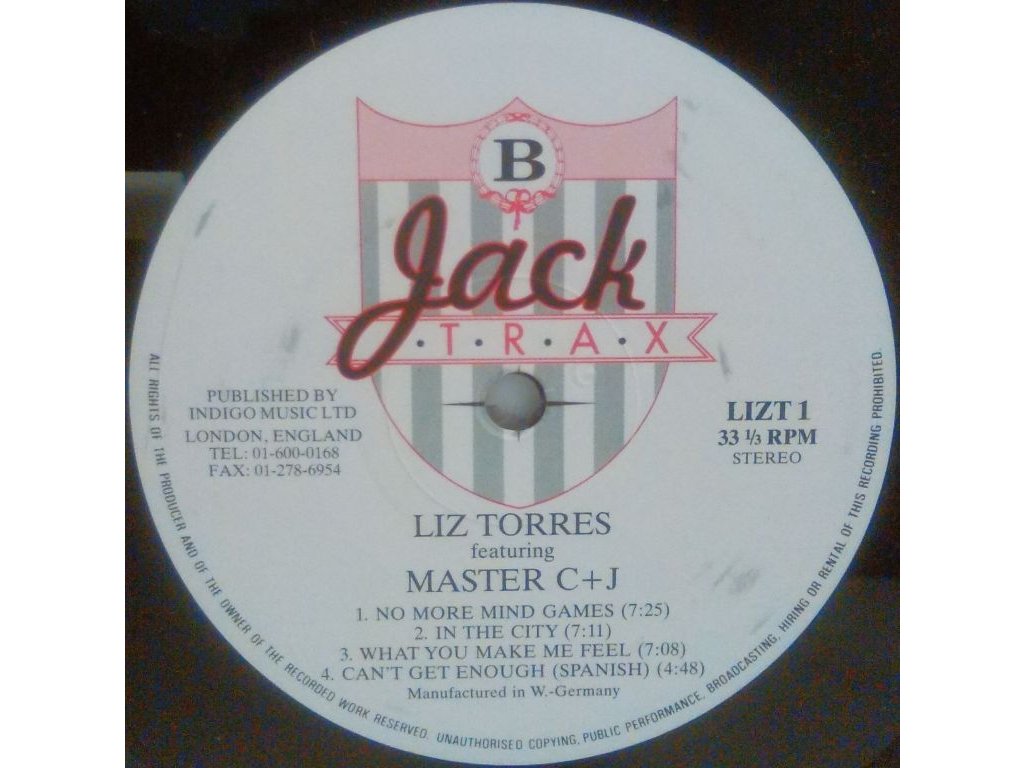 B
Jack
·T·R·A·X
PUBLISHED BY
INDIGO MUSIC LTD
LONDON, ENGLAND
TEL: 01-600-0168
FAX: 01-278-6954
LIZT 1
33 ⅓ RPM
STEREO
LIZ TORRES
featuring
MASTER C+J
1. NO MORE MIND GAMES (7:25)
2. IN THE CITY (7:11)
3. WHAT YOU MAKE ME FEEL (7:08)
4. CAN'T GET ENOUGH (SPANISH) (4:48)
Manufactured in W.-Germany
ALL RIGHTS OF THE PRODUCER AND OF THE OWNER OF THE RECORDED WORK RESERVED. UNAUTHORISED COPYING, PUBLIC PERFORMANCE, BROADCASTING, HIRING OR RENTAL OF THIS RECORDING PROHIBITED.